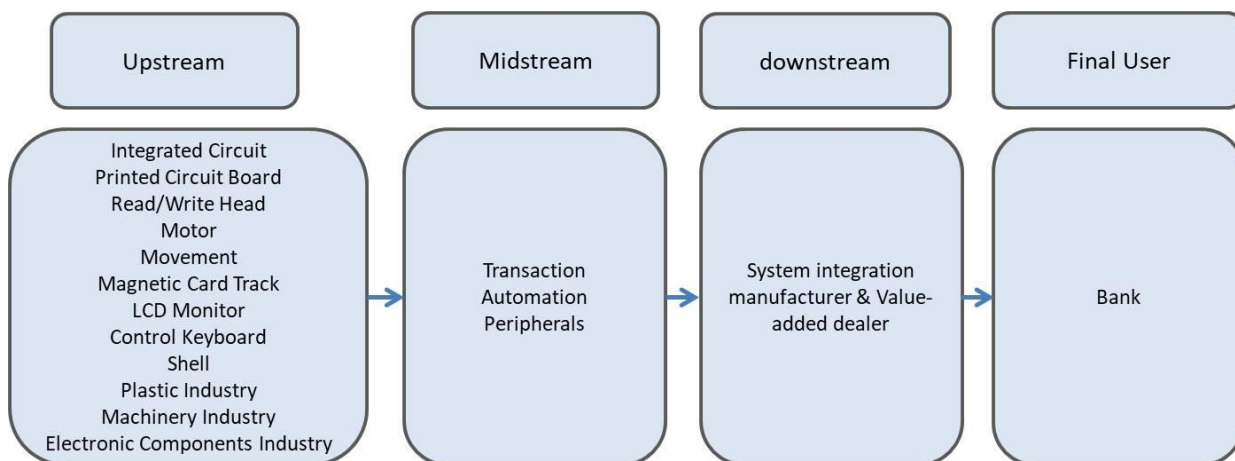 Upstream
Midstream
downstream
Final User
Integrated Circuit
Printed Circuit Board
Read/Write Head
Motor
Movement
Magnetic Card Track
LCD Monitor
Control Keyboard
Shell
Plastic Industry
Machinery Industry
Electronic Components Industry
Transaction
Automation
Peripherals
System integration
manufacturer & Value-
added dealer
Bank